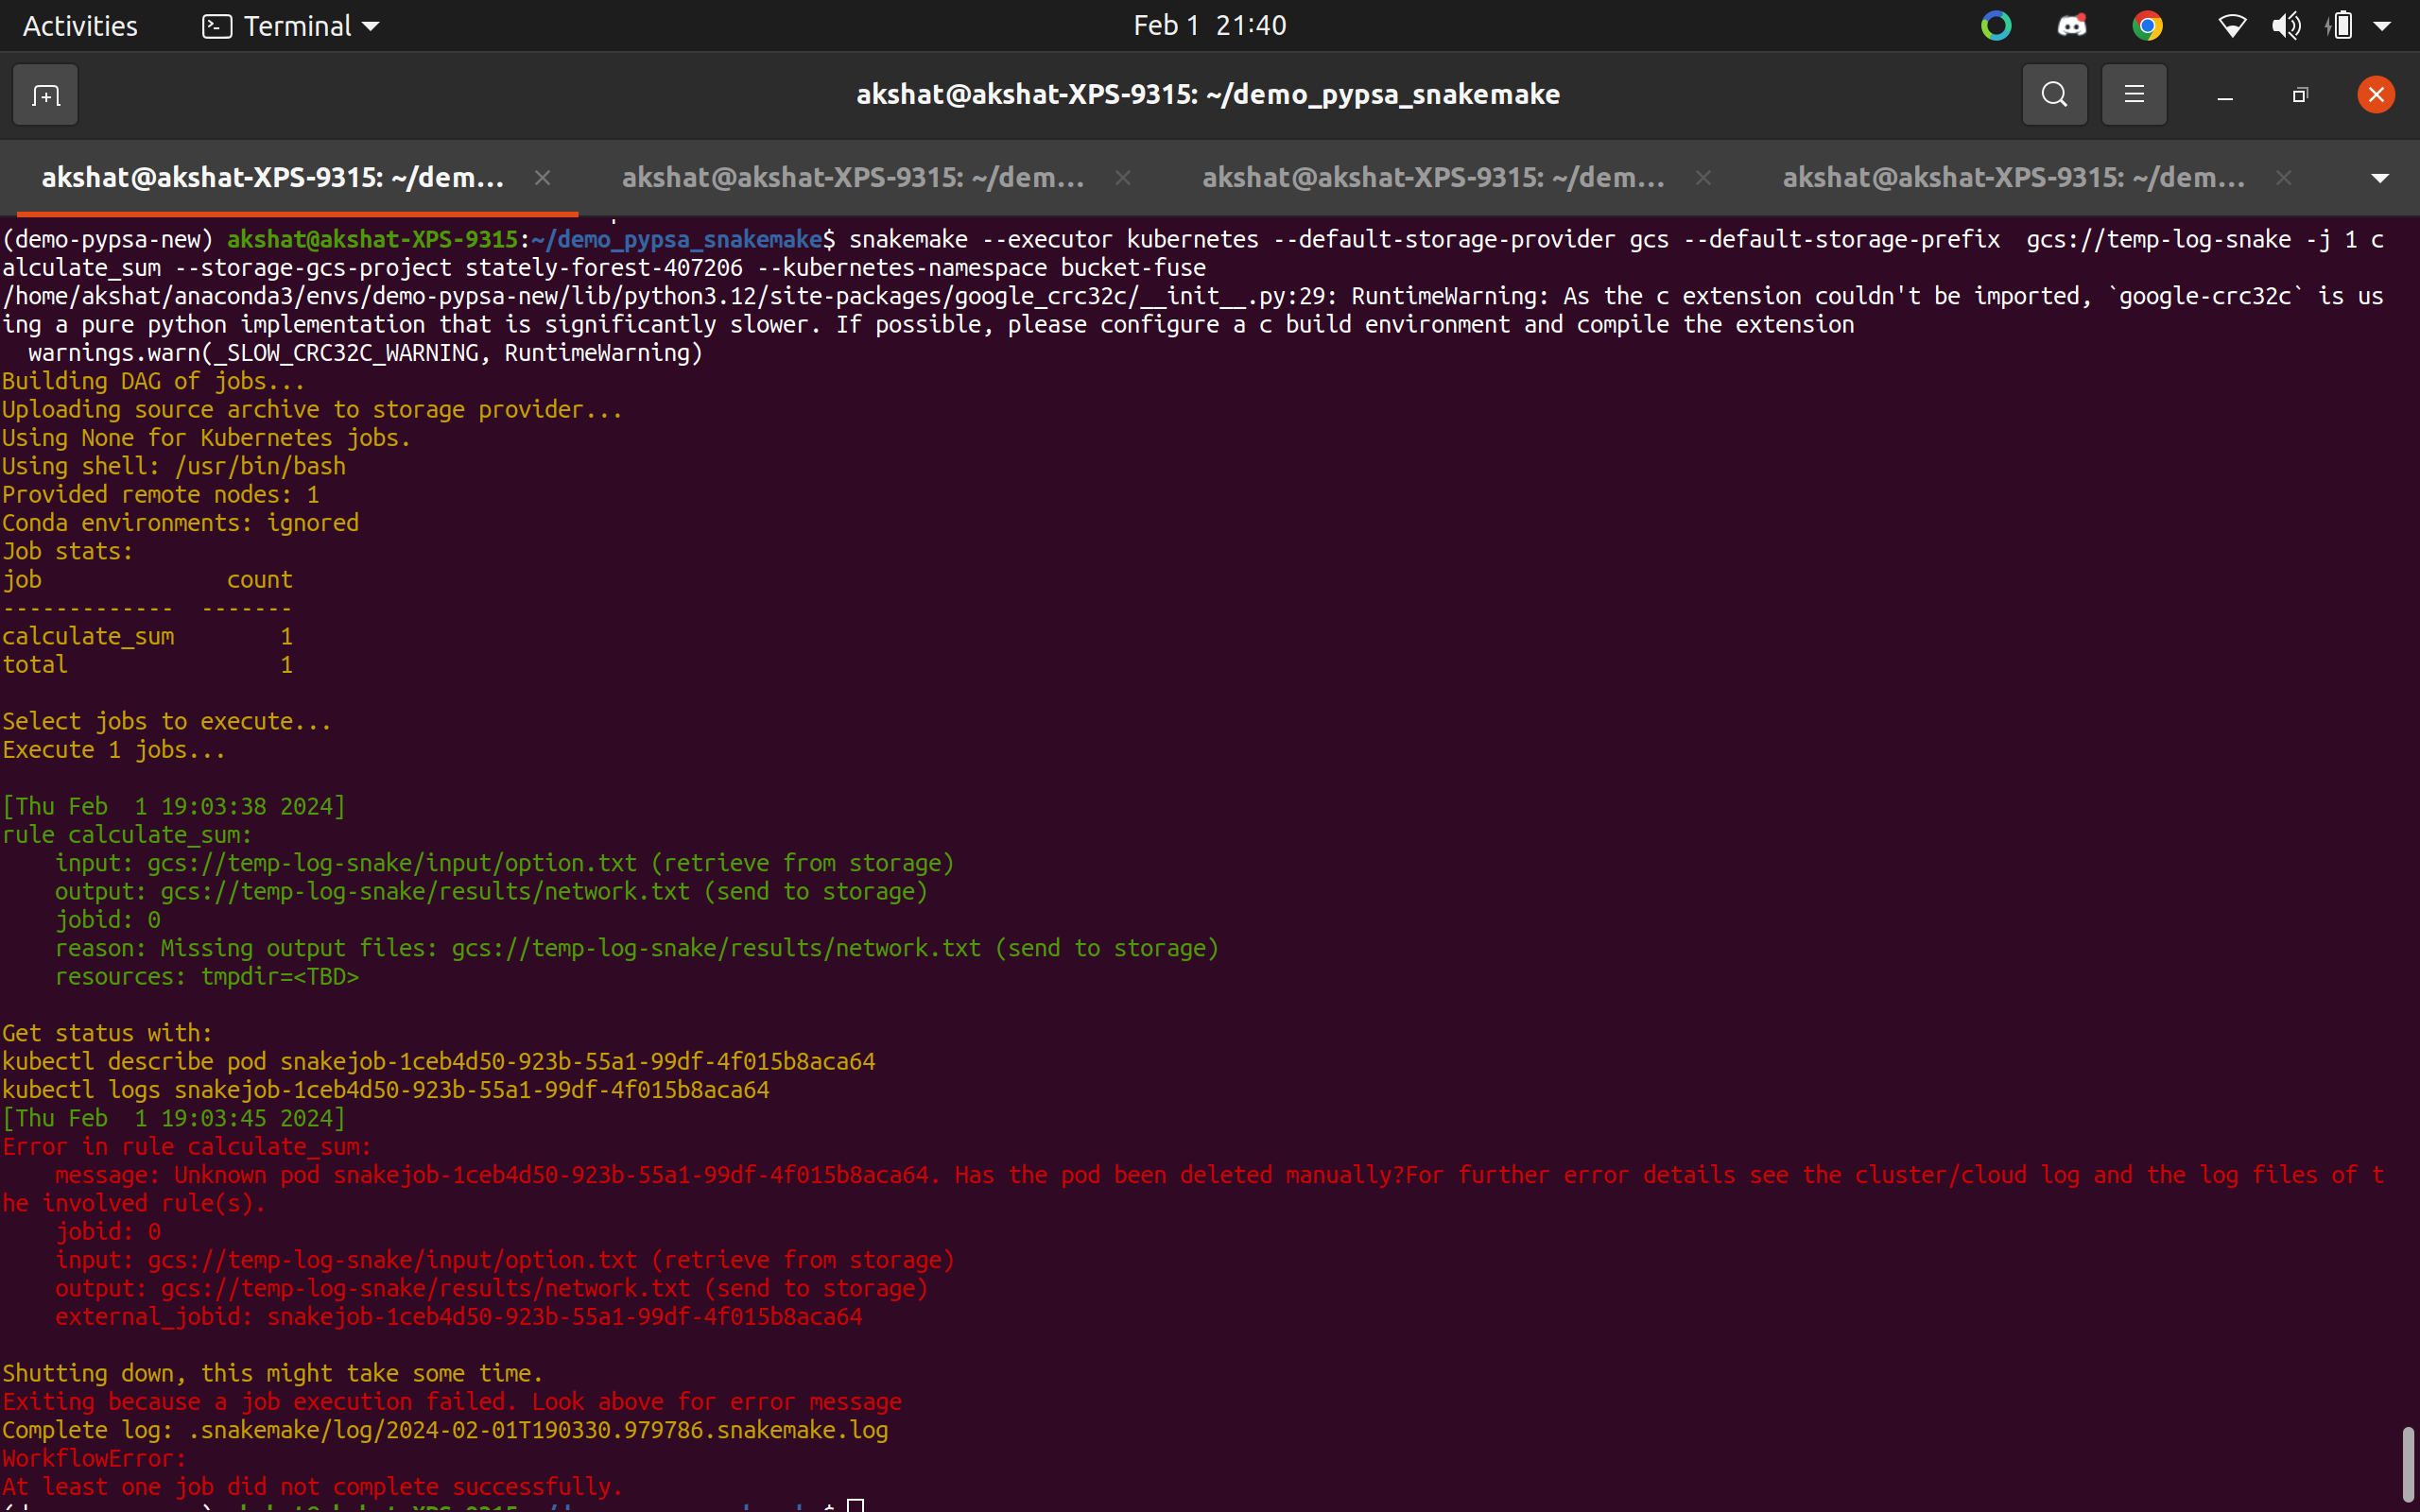 Activities Terminal Feb 1 21:40
akshat@akshat-XPS-9315: ~/demo_pypsa_snakemake
akshat@akshat-XPS-9315: ~/dem... akshat@akshat-XPS-9315: ~/dem... akshat@akshat-XPS-9315: ~/dem... akshat@akshat-XPS-9315: ~/dem...
(demo-pypsa-new) akshat@akshat-XPS-9315:~/demo_pypsa_snakemake$ snakemake --executor kubernetes --default-storage-provider gcs --default-storage-prefix  gcs://temp-log-snake -j 1 c
alculate_sum --storage-gcs-project stately-forest-407206 --kubernetes-namespace bucket-fuse
/home/akshat/anaconda3/envs/demo-pypsa-new/lib/python3.12/site-packages/google_crc32c/__init__.py:29: RuntimeWarning: As the c extension couldn't be imported, `google-crc32c` is us
ing a pure python implementation that is significantly slower. If possible, please configure a c build environment and compile the extension
  warnings.warn(_SLOW_CRC32C_WARNING, RuntimeWarning)
Building DAG of jobs...
Uploading source archive to storage provider...
Using None for Kubernetes jobs.
Using shell: /usr/bin/bash
Provided remote nodes: 1
Conda environments: ignored
Job stats:
job              count
-------------  -------
calculate_sum        1
total                1
Select jobs to execute...
Execute 1 jobs...
[Thu Feb  1 19:03:38 2024]
rule calculate_sum:
    input: gcs://temp-log-snake/input/option.txt (retrieve from storage)
    output: gcs://temp-log-snake/results/network.txt (send to storage)
    jobid: 0
    reason: Missing output files: gcs://temp-log-snake/results/network.txt (send to storage)
    resources: tmpdir=<TBD>
Get status with:
kubectl describe pod snakejob-1ceb4d50-923b-55a1-99df-4f015b8aca64
kubectl logs snakejob-1ceb4d50-923b-55a1-99df-4f015b8aca64
[Thu Feb  1 19:03:45 2024]
Error in rule calculate_sum:
    message: Unknown pod snakejob-1ceb4d50-923b-55a1-99df-4f015b8aca64. Has the pod been deleted manually?For further error details see the cluster/cloud log and the log files of t
he involved rule(s).
    jobid: 0
    input: gcs://temp-log-snake/input/option.txt (retrieve from storage)
    output: gcs://temp-log-snake/results/network.txt (send to storage)
    external_jobid: snakejob-1ceb4d50-923b-55a1-99df-4f015b8aca64
Shutting down, this might take some time.
Exiting because a job execution failed. Look above for error message
Complete log: .snakemake/log/2024-02-01T190330.979786.snakemake.log
WorkflowError:
At least one job did not complete successfully.